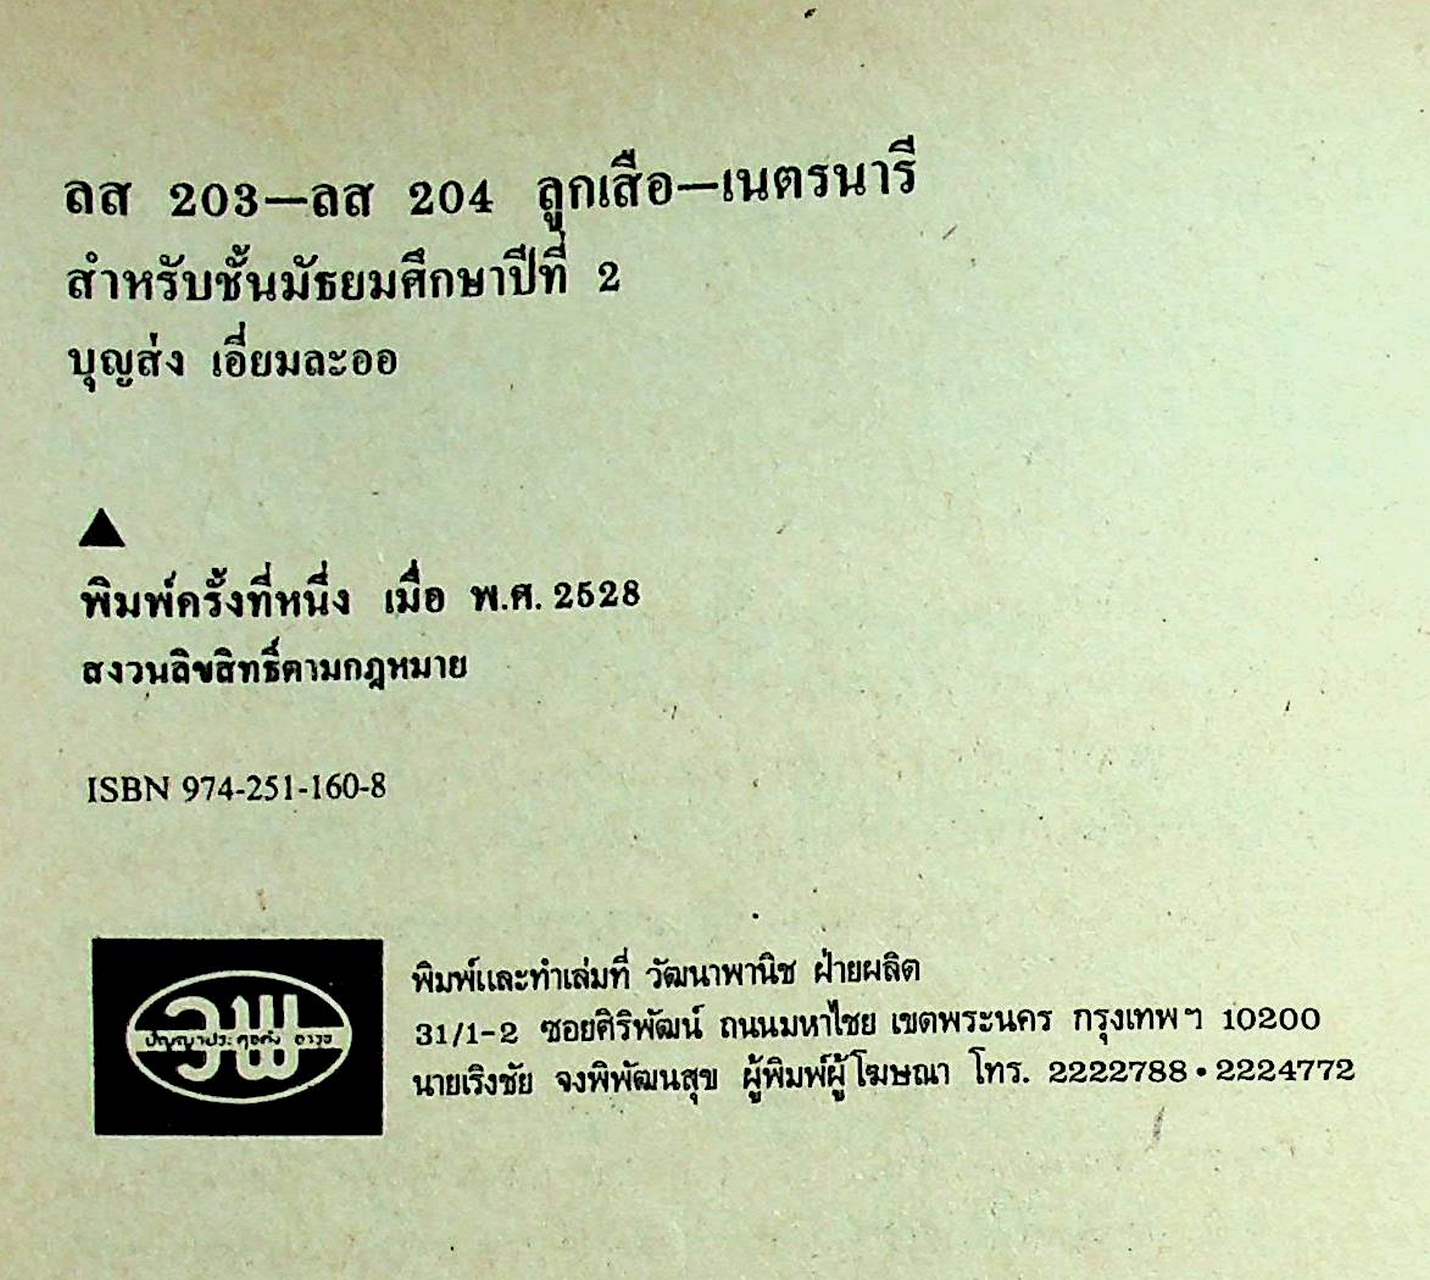 ลส 203—ลส 204 ลูกเสือ—เนตรนารี
สำหรับชั้นมัธยมศึกษาปีที่ 2
บุญส่ง เอี่ยมละออ
พิมพ์ครั้งที่หนึ่ง เมื่อ พ.ศ. 2528
สงวนลิขสิทธิ์ตามกฎหมาย
ISBN 974-251-160-8
วพ
พิมพ์และทำเล่มที่ วัฒนาพานิช ฝ่ายผลิต
31/1-2 ซอยศิริพัฒน์ ถนนมหาไชย เขตพระนคร กรุงเทพฯ 10200
นายเริงชัย จงพิพัฒนสุข ผู้พิมพ์ผู้โฆษณา โทร. 2222788 • 2224772